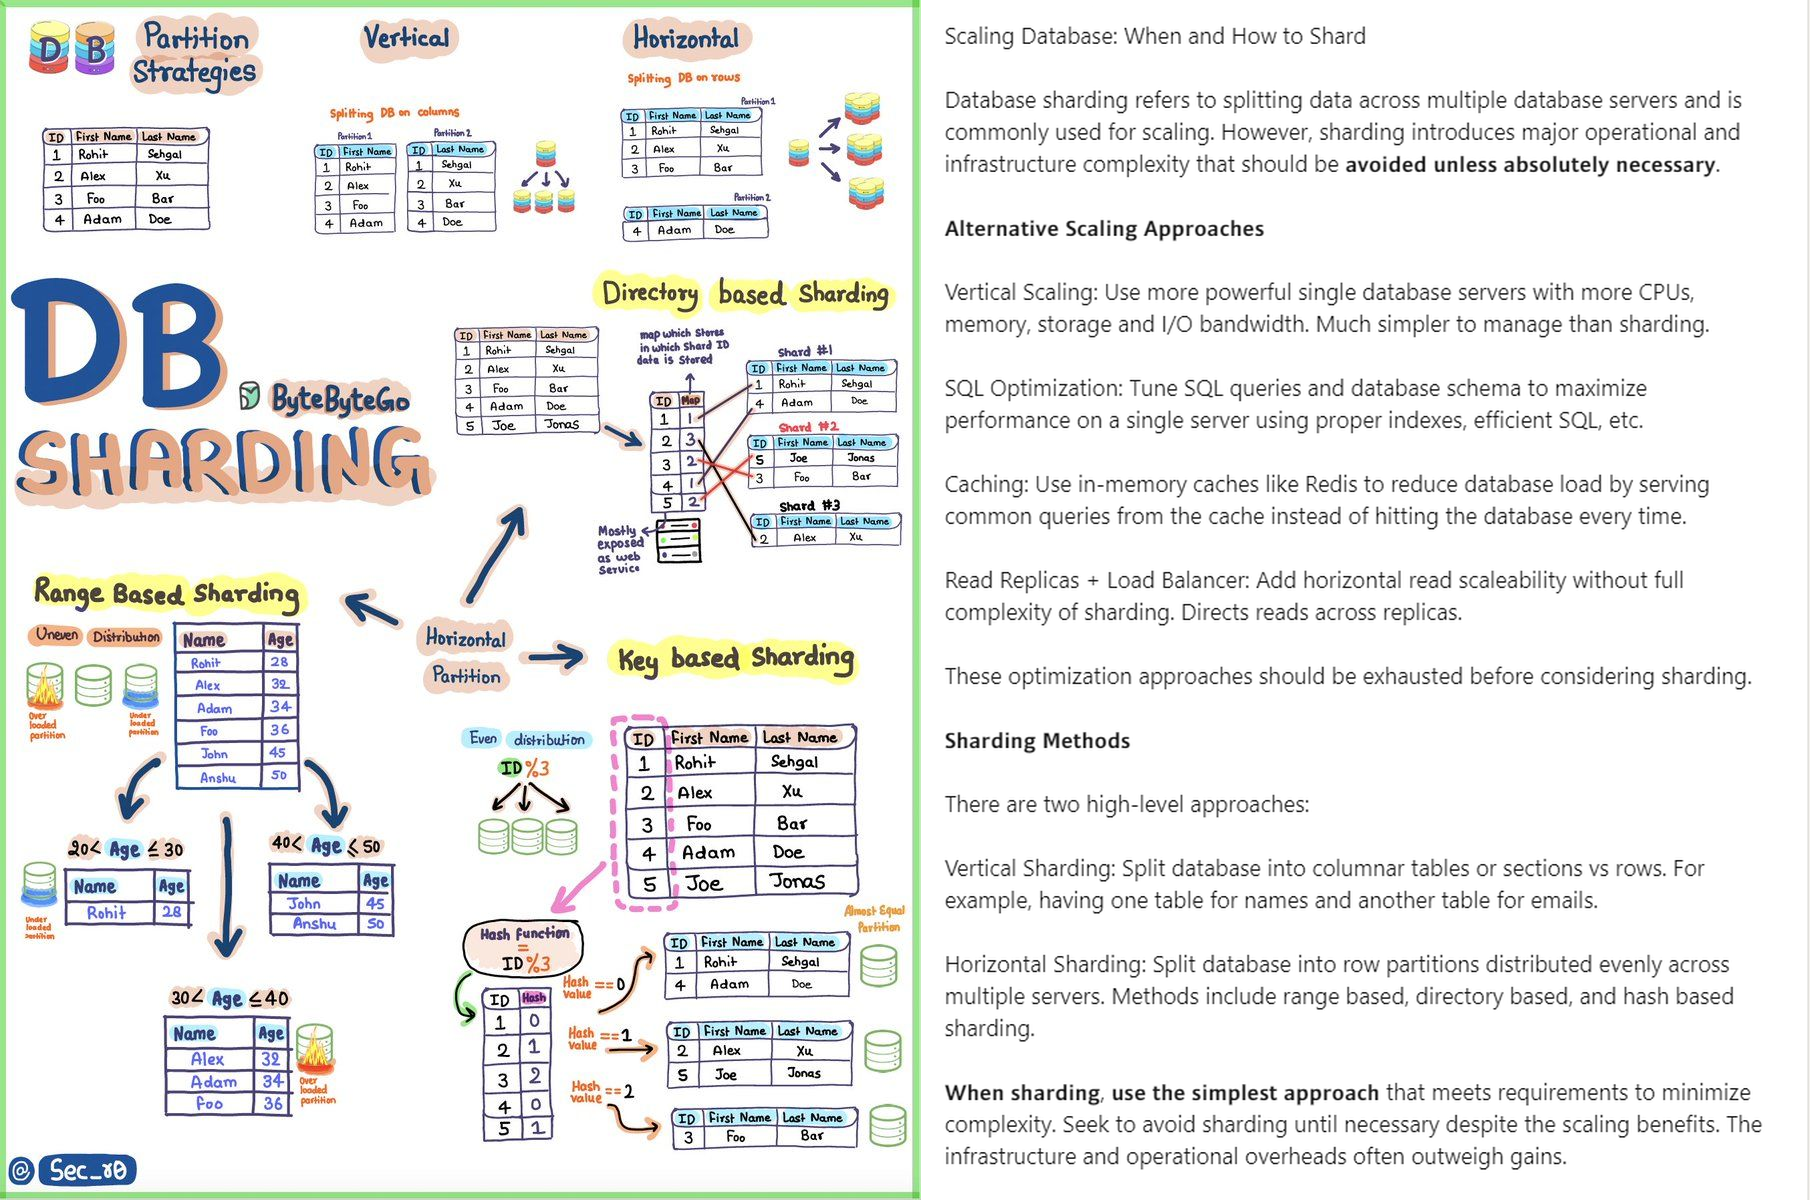 DB Partition
Strategies
ID First Name Last Name
1 Rohit Sehgal
2 Alex Xu
3 Foo Bar
4 Adam Doe
Vertical
Splitting DB on columns
Partition 1
ID First Name
1 Rohit
2 Alex
3 Foo
4 Adam
Partition 2
ID Last Name
1 Sehgal
2 Xu
3 Bar
4 Doe
Horizontal
Splitting DB on rows
Partition 1
ID First Name Last Name
1 Rohit Sehgal
2 Alex Xu
3 Foo Bar
Partition 2
ID First Name Last Name
4 Adam Doe
DB
ByteByteGo
SHARDING
Directory based Sharding
ID First Name Last Name
1 Rohit Sehgal
2 Alex Xu
3 Foo Bar
4 Adam Doe
5 Joe Jonas
map which Stores
in which Shard ID
data is Stored
ID Map
1 1
2 3
3 2
4 1
5 2
Mostly
exposed
as web
Service
Shard #1
ID First Name Last Name
1 Rohit Sehgal
4 Adam Doe
Shard #2
ID First Name Last Name
5 Joe Jonas
3 Foo Bar
Shard #3
ID First Name Last Name
2 Alex Xu
Horizontal
Partition
Range Based Sharding
Uneven Distribution
Over
loaded
partition
Under
loaded
partition
Name Age
Rohit 28
Alex 32
Adam 34
Foo 36
John 45
Anshu 50
20< Age ≤30
Name Age
Rohit 28
Under
loaded
partition
40< Age ≤50
Name Age
John 45
Anshu 50
30< Age ≤40
Name Age
Alex 32
Adam 34
Foo 36
Over
loaded
partition
Key based Sharding
Even distribution
ID %3
ID First Name Last Name
1 Rohit Sehgal
2 Alex Xu
3 Foo Bar
4 Adam Doe
5 Joe Jonas
Hash function
=
ID %3
ID Hash
1 0
2 1
3 2
4 0
5 1
Hash
value ==0
Hash
value ==1
Hash
value ==2
Almost Equal
Partition
ID First Name Last Name
1 Rohit Sehgal
4 Adam Doe
ID First Name Last Name
2 Alex Xu
5 Joe Jonas
ID First Name Last Name
3 Foo Bar
@ Sec_r0
Scaling Database: When and How to Shard
Database sharding refers to splitting data across multiple database servers and is
commonly used for scaling. However, sharding introduces major operational and
infrastructure complexity that should be avoided unless absolutely necessary.
Alternative Scaling Approaches
Vertical Scaling: Use more powerful single database servers with more CPUs,
memory, storage and I/O bandwidth. Much simpler to manage than sharding.
SQL Optimization: Tune SQL queries and database schema to maximize
performance on a single server using proper indexes, efficient SQL, etc.
Caching: Use in-memory caches like Redis to reduce database load by serving
common queries from the cache instead of hitting the database every time.
Read Replicas + Load Balancer: Add horizontal read scaleability without full
complexity of sharding. Directs reads across replicas.
These optimization approaches should be exhausted before considering sharding.
Sharding Methods
There are two high-level approaches:
Vertical Sharding: Split database into columnar tables or sections vs rows. For
example, having one table for names and another table for emails.
Horizontal Sharding: Split database into row partitions distributed evenly across
multiple servers. Methods include range based, directory based, and hash based
sharding.
When sharding, use the simplest approach that meets requirements to minimize
complexity. Seek to avoid sharding until necessary despite the scaling benefits. The
infrastructure and operational overheads often outweigh gains.